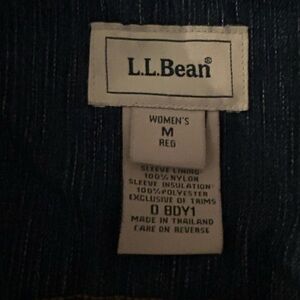 L.L.Bean®
WOMEN'S
M
REG
SLEEVE LINING
100% NYLON
SLEEVE INSULATION
100% POLYESTER
EXCLUSIVE OF TRIMS
0 8DY1
MADE IN THAILAND
CARE ON REVERSE